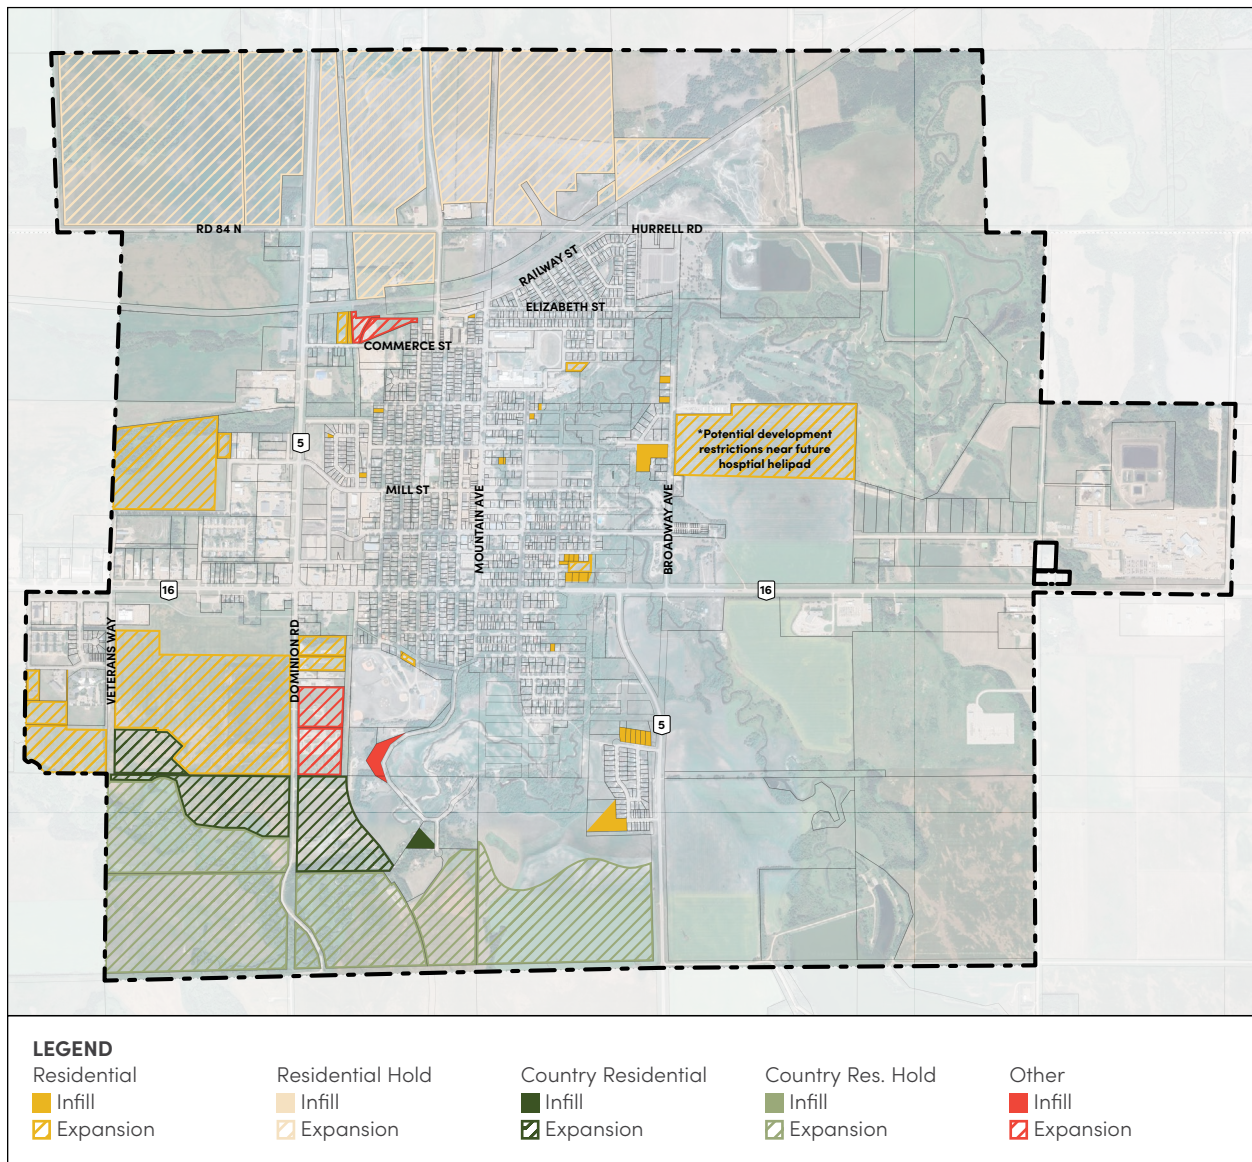 RD 84 N
HURRELL RD
RAILWAY ST
ELIZABETH ST
COMMERCE ST
*Potential development
restrictions near future
hosptial helipad
5
MILL ST
MOUNTAIN AVE
BROADWAY AVE
16
16
VETERANS WAY
DOMINION RD
5
LEGEND
Residential
Infill
Expansion
Residential Hold
Infill
Expansion
Country Residential
Infill
Expansion
Country Res. Hold
Infill
Expansion
Other
Infill
Expansion